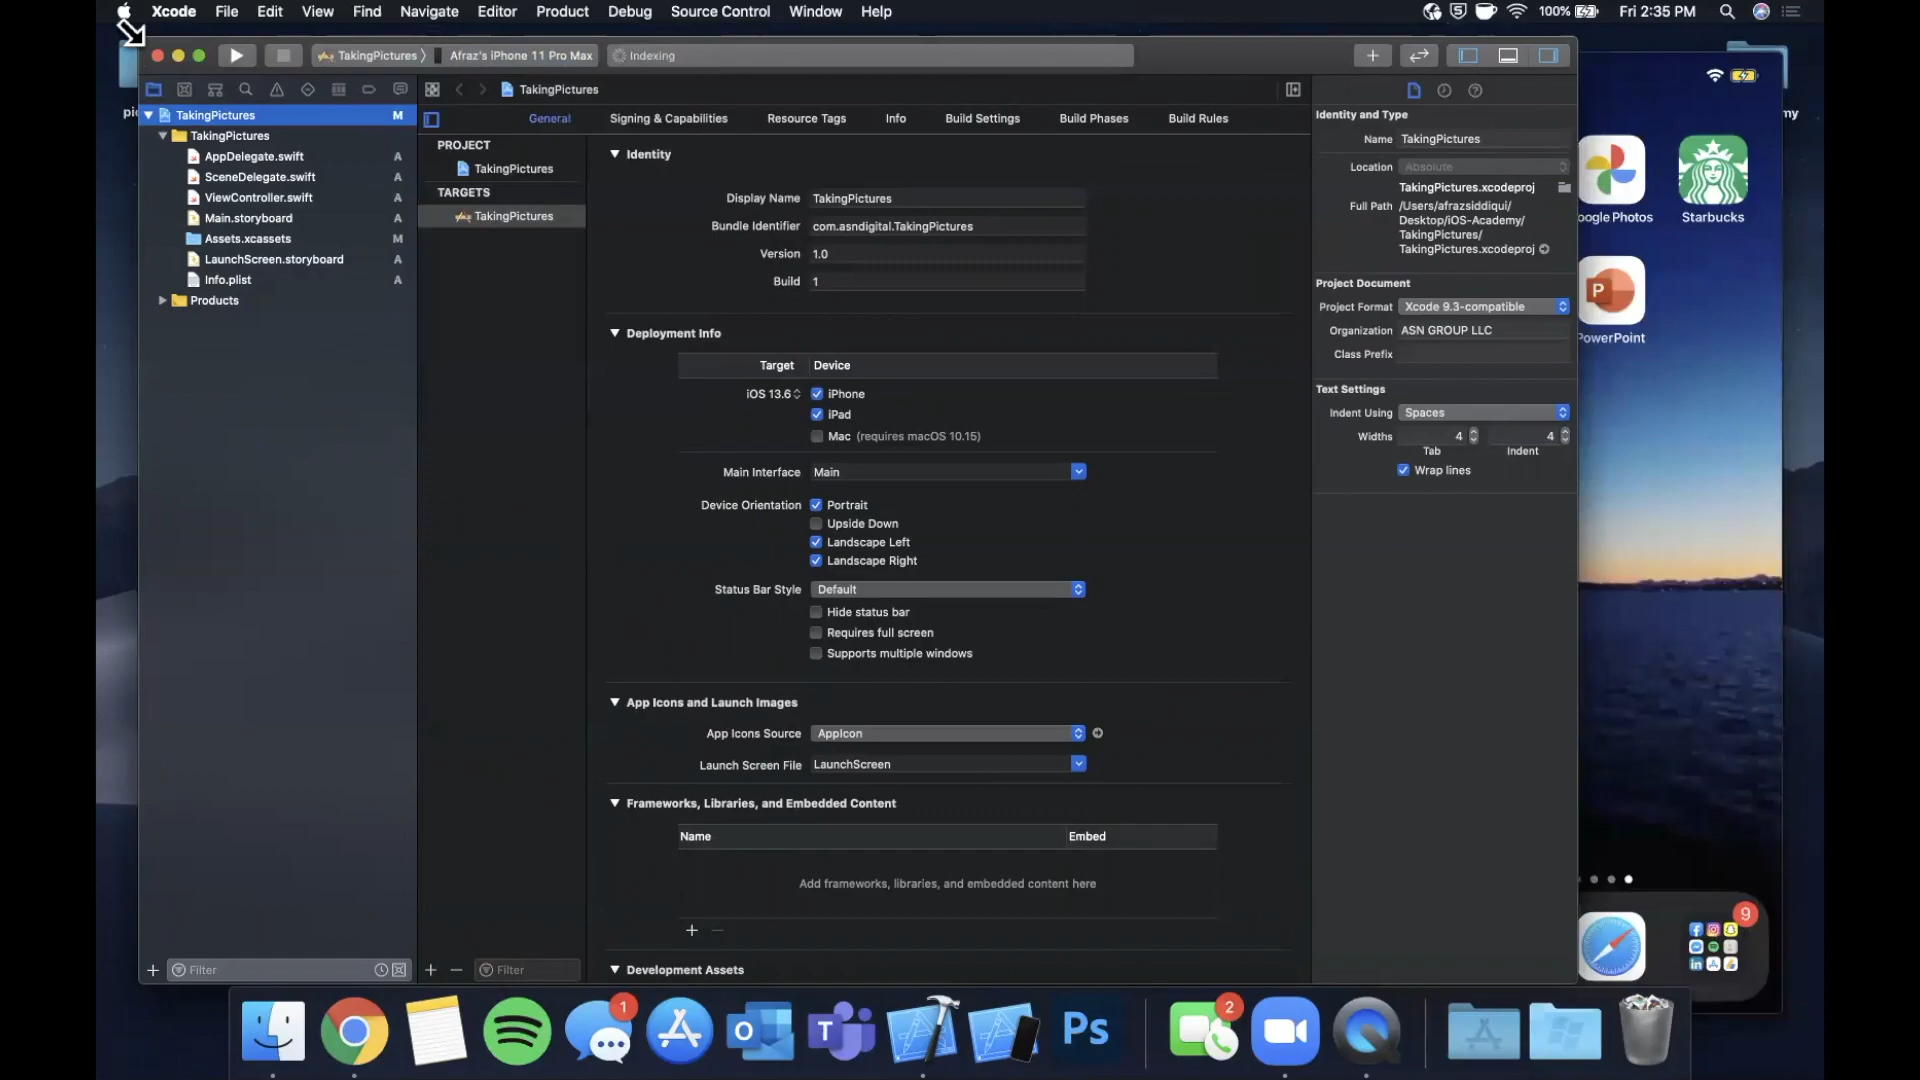 Xcode File Edit View Find Navigate Editor Product Debug Source Control Window Help 100% Fri 2:35 PM
TakingPictures Afraz's iPhone 11 Pro Max Indexing
TakingPictures
TakingPictures M
TakingPictures
AppDelegate.swift A
SceneDelegate.swift A
ViewController.swift A
Main.storyboard A
Assets.xcassets M
LaunchScreen.storyboard A
Info.plist A
Products
Filter
General Signing & Capabilities Resource Tags Info Build Settings Build Phases Build Rules
PROJECT
TakingPictures
TARGETS
TakingPictures
Filter
Identity
Display Name TakingPictures
Bundle Identifier com.asndigital.TakingPictures
Version 1.0
Build 1
Deployment Info
Target Device
iOS 13.6 iPhone
iPad
Mac (requires macOS 10.15)
Main Interface Main
Device Orientation Portrait
Upside Down
Landscape Left
Landscape Right
Status Bar Style Default
Hide status bar
Requires full screen
Supports multiple windows
App Icons and Launch Images
App Icons Source AppIcon
Launch Screen File LaunchScreen
Frameworks, Libraries, and Embedded Content
Name Embed
Add frameworks, libraries, and embedded content here
Development Assets
Identity and Type
Name TakingPictures
Location Absolute
TakingPictures.xcodeproj
Full Path /Users/afrazsiddiqui/
Desktop/iOS-Academy/
TakingPictures/
TakingPictures.xcodeproj
Project Document
Project Format Xcode 9.3-compatible
Organization ASN GROUP LLC
Class Prefix
Text Settings
Indent Using Spaces
Widths 4 4
Tab Indent
Wrap lines
pic
my
oogle Photos Starbucks
P
PowerPoint
9
1
O
T
Ps
2